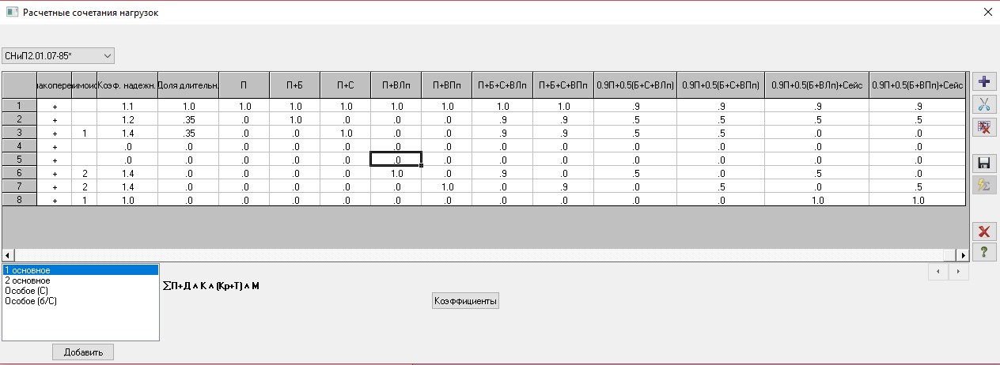 Расчетные сочетания нагрузок
СНиП2.01.07-85*
накопере имоис Коэф. надежн. Доля длительн. П П+Б П+С П+ВЛп П+ВПп П+Б+С+ВЛп П+Б+С+ВПп 0.9П+0.5(Б+С+ВЛп) 0.9П+0.5(Б+С+ВПп) 0.9П+0.5(Б+ВЛп)+Сейс 0.9П+0.5(Б+ВПп)+Сейс
1 + 1.1 1.0 1.0 1.0 1.0 1.0 1.0 1.0 1.0 .9 .9 .9 .9
2 + 1.2 .35 .0 1.0 .0 .0 .0 .9 .9 .5 .5 .5 .5
3 + 1 1.4 .35 .0 .0 1.0 .0 .0 .9 .9 .5 .5 .0 .0
4 + .0 .0 .0 .0 .0 .0 .0 .0 .0 .0 .0 .0 .0
5 + .0 .0 .0 .0 .0 .0 .0 .0 .0 .0 .0 .0 .0
6 + 2 1.4 .0 .0 .0 .0 1.0 .0 .9 .0 .5 .0 .5 .0
7 + 2 1.4 .0 .0 .0 .0 .0 1.0 .0 .9 .0 .5 .0 .5
8 + 1 1.0 .0 .0 .0 .0 .0 .0 .0 .0 .0 .0 1.0 1.0
1 основное
2 основное
Особое (С)
Особое (б/С)
∑П+Д ∧ К ∧ (Кр+Т) ∧ М
Коэффициенты
Добавить